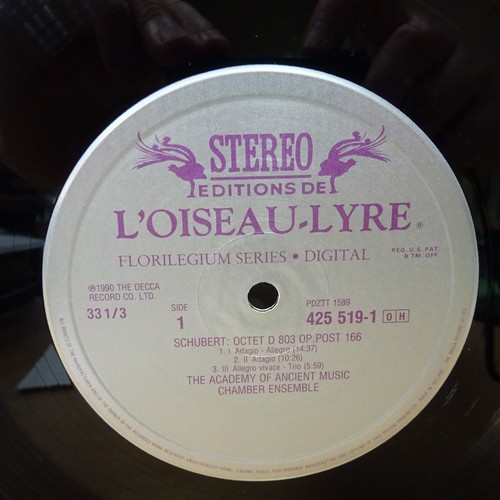 STEREO
EDITIONS DE
L'OISEAU-LYRE ®
FLORILEGIUM SERIES • DIGITAL
REG. U.S. PAT.
& TM. OFF
℗1990 THE DECCA
RECORD CO. LTD.
33 1/3
SIDE
1
PDZTT 1589
425 519-1 O H
SCHUBERT: OCTET D 803 OP.POST 166
1. I Adagio - Allegro (14:37)
2. II Adagio (10:26)
3. III Allegro vivace - Trio (5:59)
THE ACADEMY OF ANCIENT MUSIC
CHAMBER ENSEMBLE